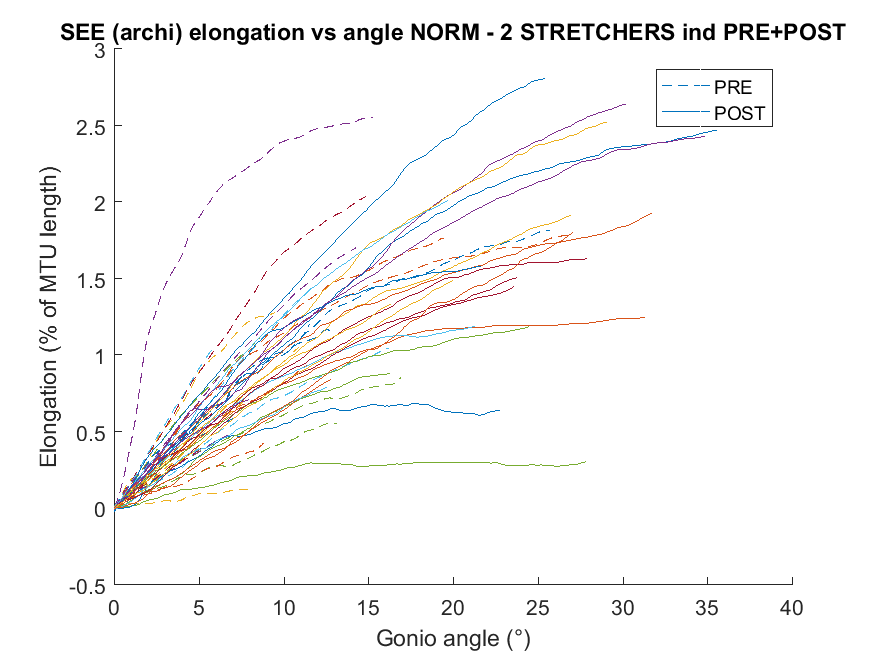 SEE (archi) elongation vs angle NORM - 2 STRETCHERS ind PRE+POST
3
2.5
2
1.5
1
0.5
0
-0.5
Elongation (% of MTU length)
PRE
POST
0 5 10 15 20 25 30 35 40
Gonio angle (°)